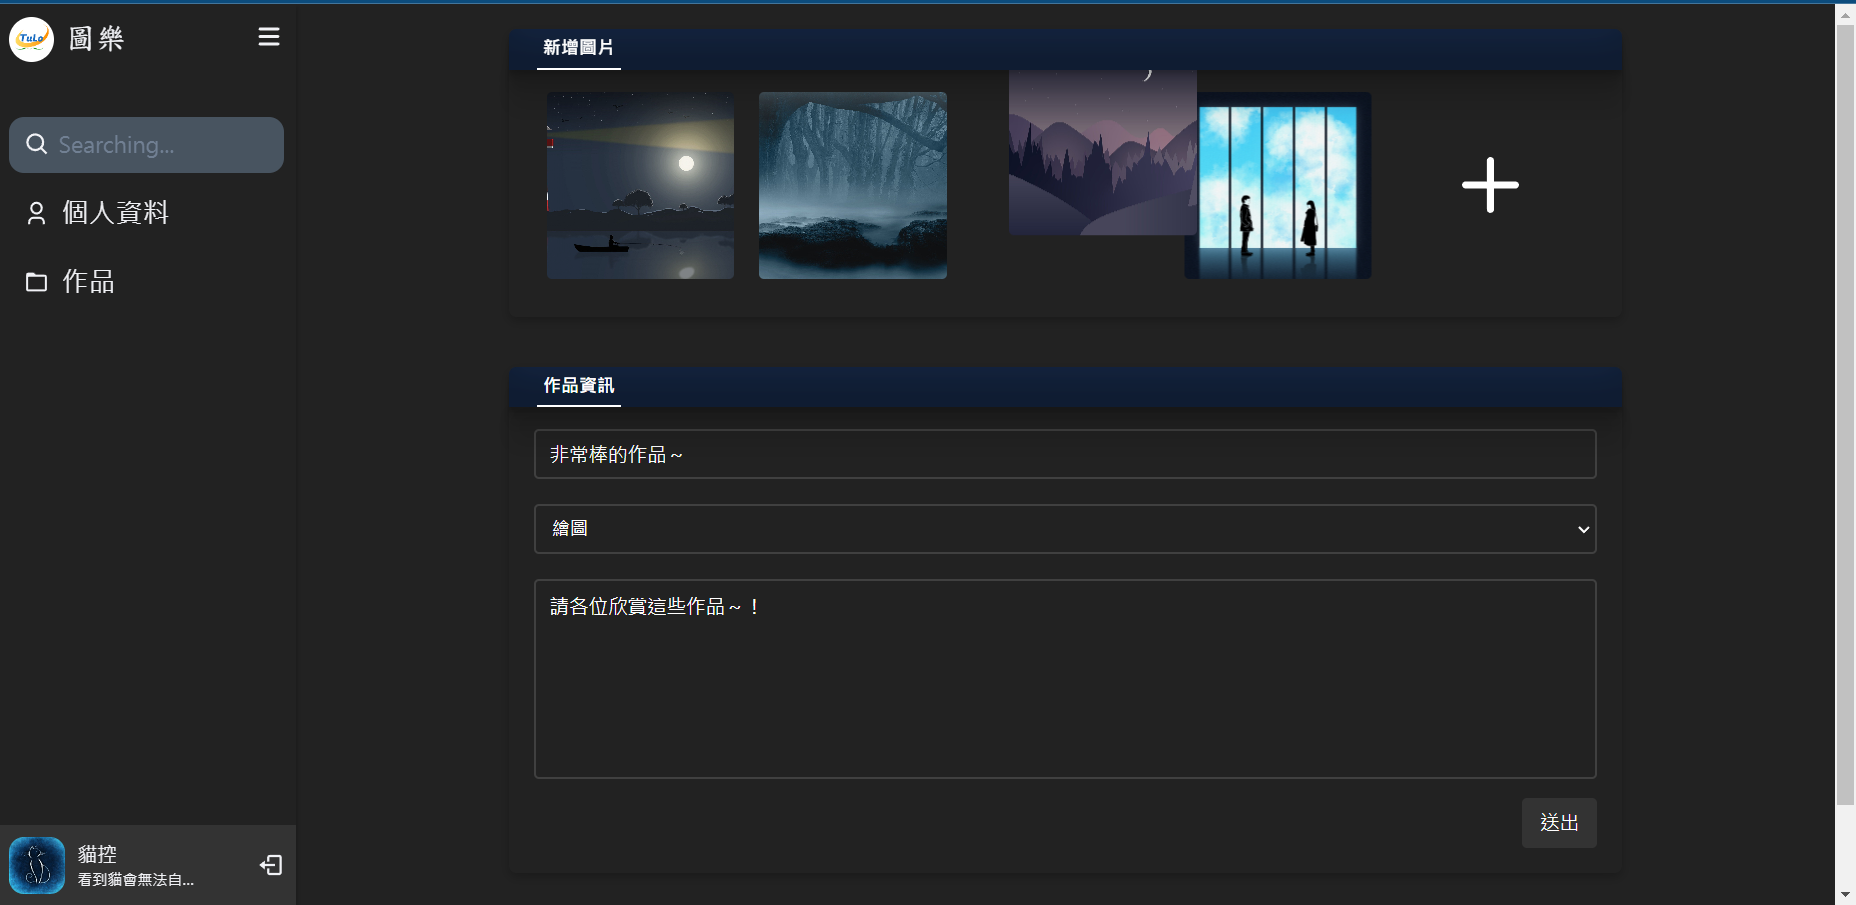 TuLo
圖樂
Searching...
個人資料
作品
新增圖片
作品資訊
非常棒的作品~
繪圖
請各位欣賞這些作品~！
送出
貓控
看到貓會無法自...